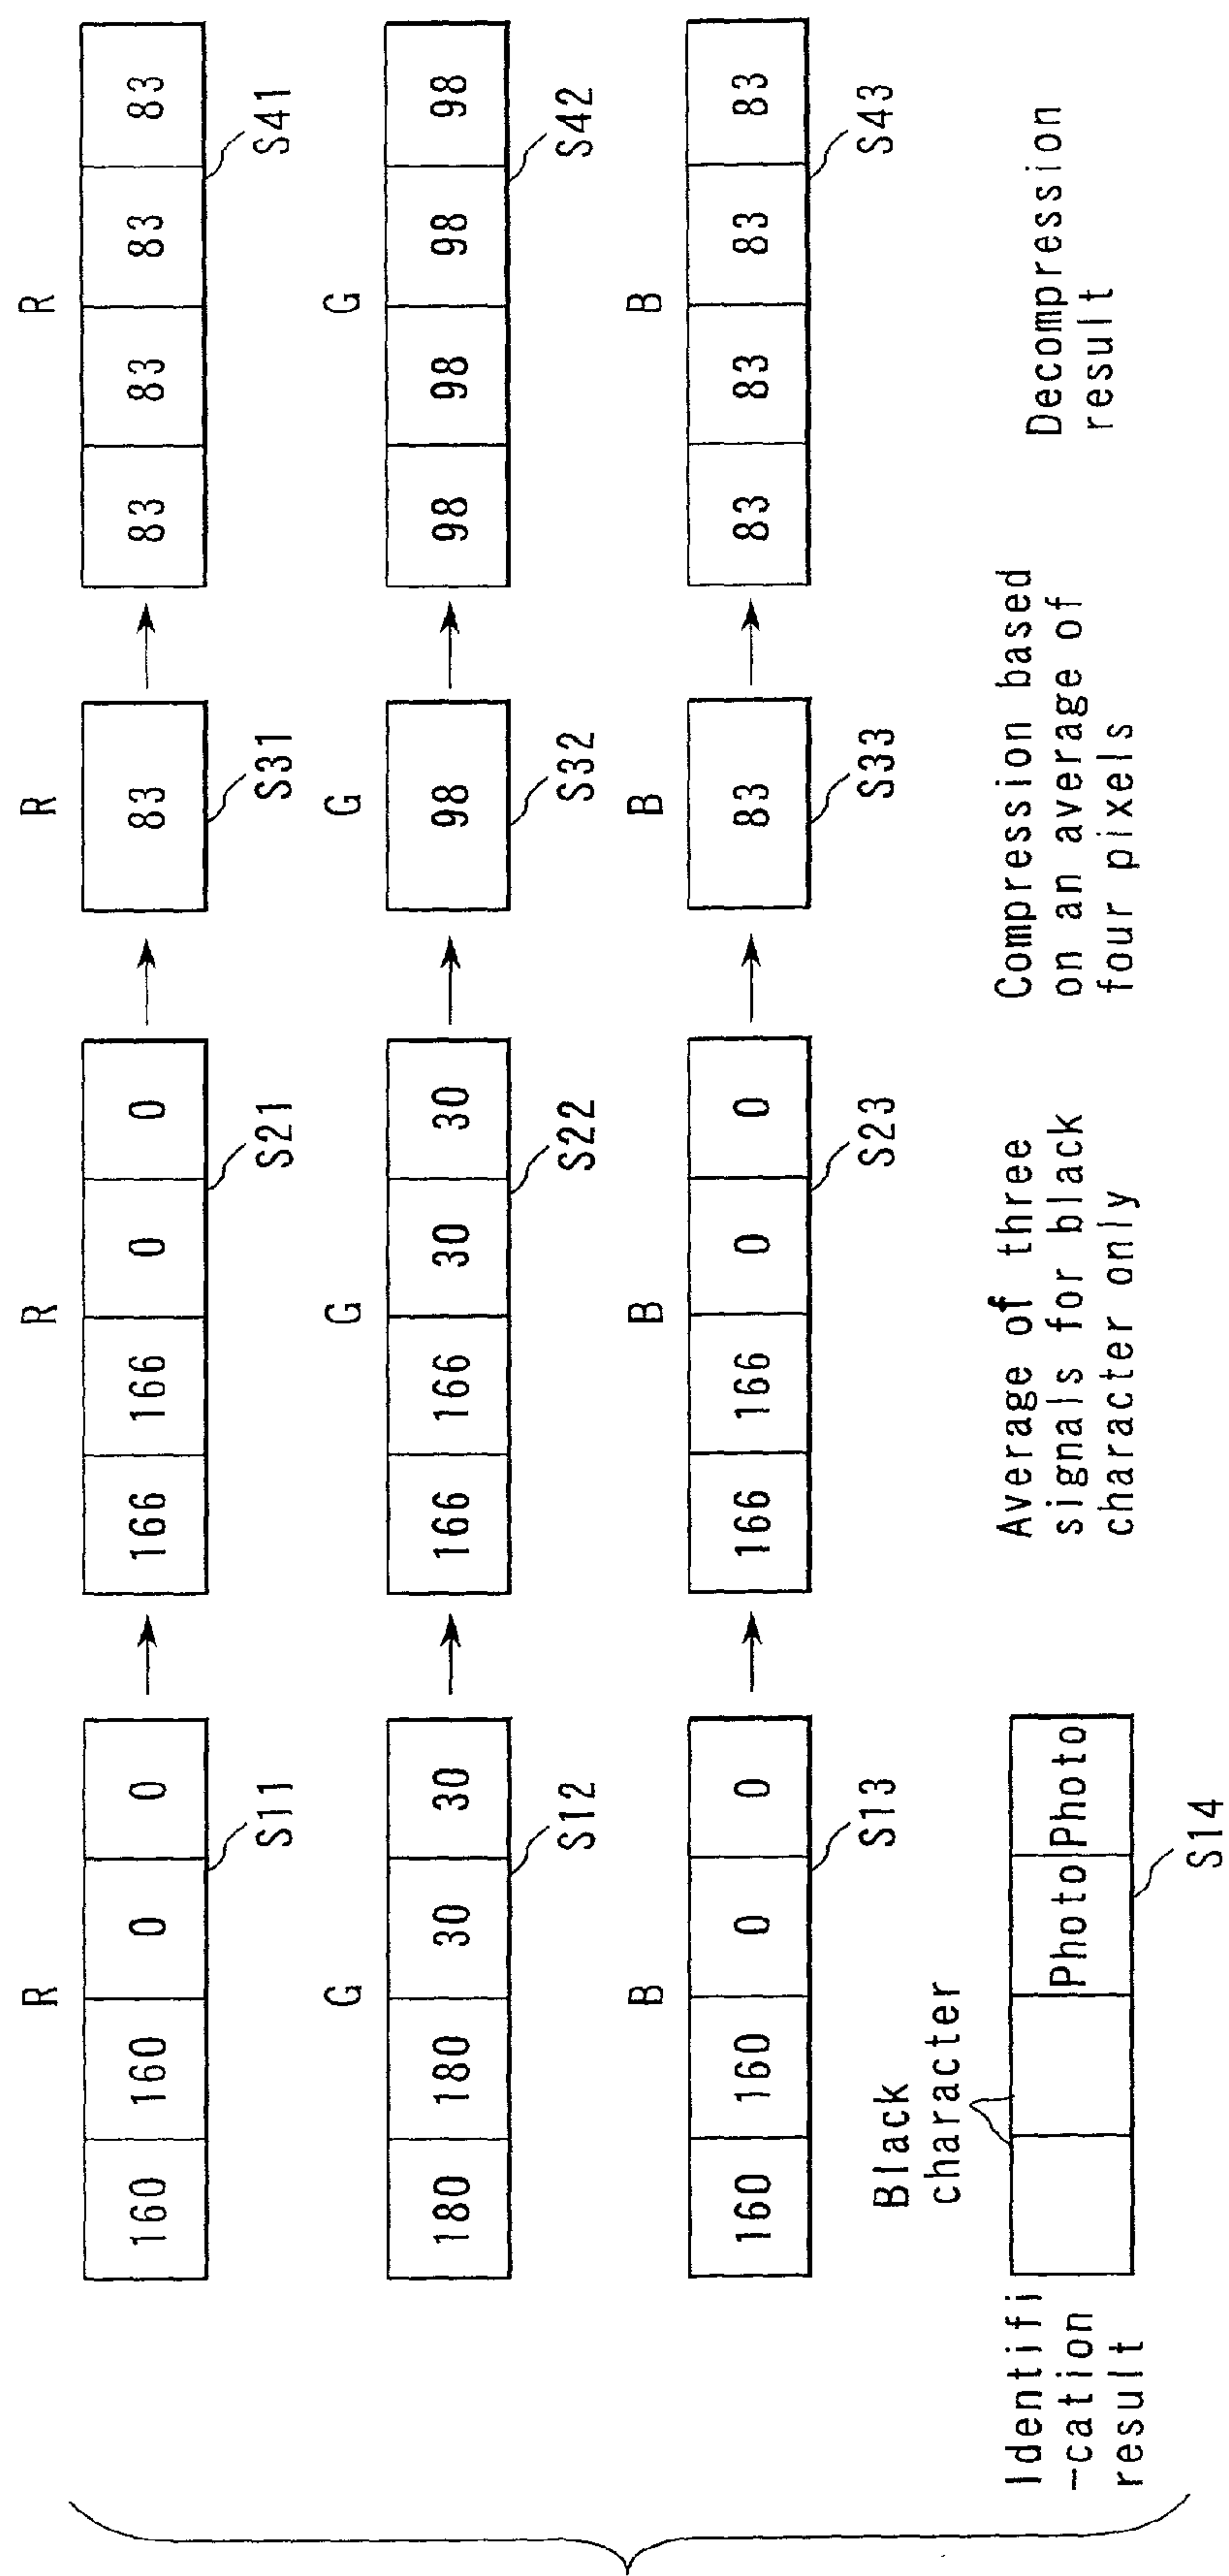 R
160 160 0 0
S11
R
166 166 0 0
S21
R
83
S31
R
83 83 83 83
S41
G
180 180 30 30
S12
G
166 166 30 30
S22
G
98
S32
G
98 98 98 98
S42
B
160 160 0 0
S13
B
166 166 0 0
S23
B
83
S33
B
83 83 83 83
S43
Black
character
Identifi
-cation
result
Photo Photo
S14
Average of three
signals for black
character only
Compression based
on an average of
four pixels
Decompression
result